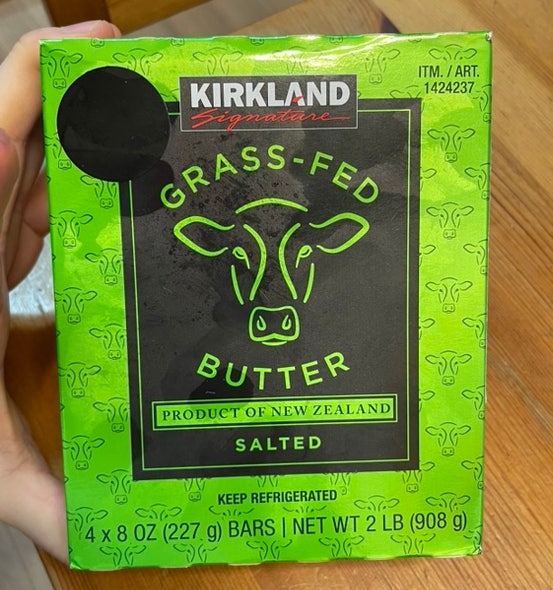 ITM. / ART.
1424237
KIRKLAND
Signature
GRASS-FED
BUTTER
PRODUCT OF NEW ZEALAND
SALTED
KEEP REFRIGERATED
4 x 8 OZ (227 g) BARS | NET WT 2 LB (908 g)